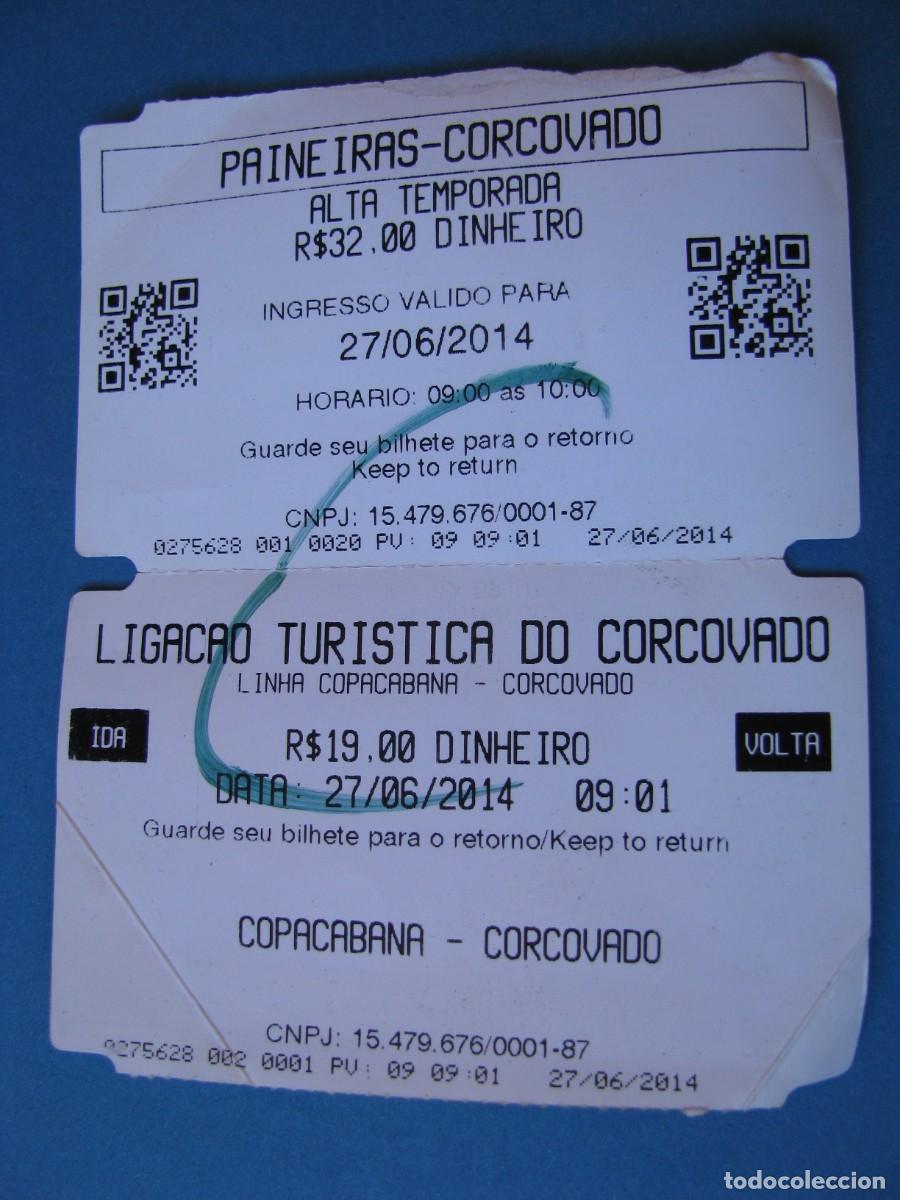 PAINEIRAS-CORCOVADO
ALTA TEMPORADA
R$32,00 DINHEIRO
INGRESSO VALIDO PARA
27/06/2014
HORARIO: 09:00 as 10:00
Guarde seu bilhete para o retorno
Keep to return
CNPJ: 15.479.676/0001-87
0275628 001 0020 PV: 09 09:01 27/06/2014
LIGACAO TURISTICA DO CORCOVADO
LINHA COPACABANA - CORCOVADO
IDA R$19,00 DINHEIRO VOLTA
DATA: 27/06/2014 09:01
Guarde seu bilhete para o retorno/Keep to return
COPACABANA - CORCOVADO
CNPJ: 15.479.676/0001-87
0275628 002 0001 PV: 09 09:01 27/06/2014
todocoleccion